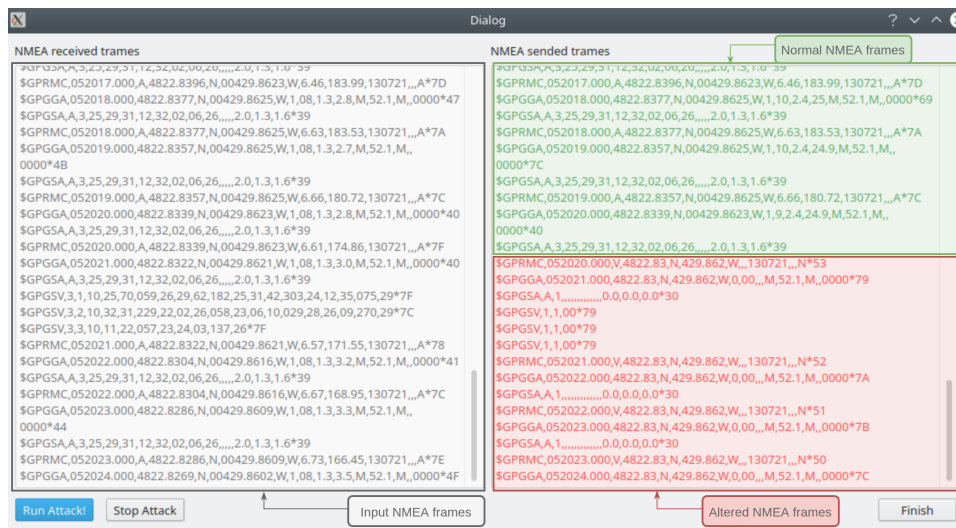 Dialog
NMEA received trames
$GPGSA,A,3,25,29,31,12,32,02,06,26,,,,,2.0,1.3,1.6*39
$GPRMC,052017.000,A,4822.8396,N,00429.8623,W,6.46,183.99,130721,,,A*7D
$GPGGA,052018.000,4822.8377,N,00429.8625,W,1,08,1.3,2.8,M,52.1,M,,0000*47
$GPGSA,A,3,25,29,31,12,32,02,06,26,,,,,2.0,1.3,1.6*39
$GPRMC,052018.000,A,4822.8377,N,00429.8625,W,6.63,183.53,130721,,,A*7A
$GPGGA,052019.000,4822.8357,N,00429.8625,W,1,08,1.3,2.7,M,52.1,M,,
0000*4B
$GPGSA,A,3,25,29,31,12,32,02,06,26,,,,,2.0,1.3,1.6*39
$GPRMC,052019.000,A,4822.8357,N,00429.8625,W,6.66,180.72,130721,,,A*7C
$GPGGA,052020.000,4822.8339,N,00429.8623,W,1,08,1.3,2.8,M,52.1,M,,0000*40
$GPGSA,A,3,25,29,31,12,32,02,06,26,,,,,2.0,1.3,1.6*39
$GPRMC,052020.000,A,4822.8339,N,00429.8623,W,6.61,174.86,130721,,,A*7F
$GPGGA,052021.000,4822.8322,N,00429.8621,W,1,08,1.3,3.0,M,52.1,M,,0000*40
$GPGSA,A,3,25,29,31,12,32,02,06,26,,,,,2.0,1.3,1.6*39
$GPGSV,3,1,10,25,70,059,26,29,62,182,25,31,42,303,24,12,35,075,29*7F
$GPGSV,3,2,10,32,31,229,22,02,26,058,23,06,10,029,28,26,09,270,29*7C
$GPGSV,3,3,10,11,22,057,23,24,03,137,26*7F
$GPRMC,052021.000,A,4822.8322,N,00429.8621,W,6.57,171.55,130721,,,A*78
$GPGGA,052022.000,4822.8304,N,00429.8616,W,1,08,1.3,3.2,M,52.1,M,,0000*41
$GPGSA,A,3,25,29,31,12,32,02,06,26,,,,,2.0,1.3,1.6*39
$GPRMC,052022.000,A,4822.8304,N,00429.8616,W,6.67,168.95,130721,,,A*7C
$GPGGA,052023.000,4822.8286,N,00429.8609,W,1,08,1.3,3.3,M,52.1,M,,
0000*44
$GPGSA,A,3,25,29,31,12,32,02,06,26,,,,,2.0,1.3,1.6*39
$GPRMC,052023.000,A,4822.8286,N,00429.8609,W,6.73,166.45,130721,,,A*7E
$GPGGA,052024.000,4822.8269,N,00429.8602,W,1,08,1.3,3.5,M,52.1,M,,0000*4F
NMEA sended trames
Normal NMEA frames
$GPGSA,A,3,25,29,31,12,32,02,06,26,,,,,2.0,1.3,1.6*39
$GPRMC,052017.000,A,4822.8396,N,00429.8623,W,6.46,183.99,130721,,,A*7D
$GPGGA,052018.000,4822.8377,N,00429.8625,W,1,10,2.4,25,M,52.1,M,,0000*69
$GPGSA,A,3,25,29,31,12,32,02,06,26,,,,,2.0,1.3,1.6*39
$GPRMC,052018.000,A,4822.8377,N,00429.8625,W,6.63,183.53,130721,,,A*7A
$GPGGA,052019.000,4822.8357,N,00429.8625,W,1,10,2.4,24.9,M,52.1,M,,
0000*7C
$GPGSA,A,3,25,29,31,12,32,02,06,26,,,,,2.0,1.3,1.6*39
$GPRMC,052019.000,A,4822.8357,N,00429.8625,W,6.66,180.72,130721,,,A*7C
$GPGGA,052020.000,4822.8339,N,00429.8623,W,1,9,2.4,24.9,M,52.1,M,,
0000*40
$GPGSA,A,3,25,29,31,12,32,02,06,26,,,,,2.0,1.3,1.6*39
$GPRMC,052020.000,V,4822.83,N,429.862,W,,,130721,,,N*53
$GPGGA,052021.000,4822.83,N,429.862,W,0,00,,,M,52.1,M,,0000*79
$GPGSA,A,1,,,,,,,,,,,,,0.0,0.0,0.0*30
$GPGSV,1,1,00*79
$GPGSV,1,1,00*79
$GPGSV,1,1,00*79
$GPRMC,052021.000,V,4822.83,N,429.862,W,,,130721,,,N*52
$GPGGA,052022.000,4822.83,N,429.862,W,0,00,,,M,52.1,M,,0000*7A
$GPGSA,A,1,,,,,,,,,,,,,0.0,0.0,0.0*30
$GPRMC,052022.000,V,4822.83,N,429.862,W,,,130721,,,N*51
$GPGGA,052023.000,4822.83,N,429.862,W,0,00,,,M,52.1,M,,0000*7B
$GPGSA,A,1,,,,,,,,,,,,,0.0,0.0,0.0*30
$GPRMC,052023.000,V,4822.83,N,429.862,W,,,130721,,,N*50
$GPGGA,052024.000,4822.83,N,429.862,W,0,00,,,M,52.1,M,,0000*7C
Run Attack!
Stop Attack
Input NMEA frames
Altered NMEA frames
Finish